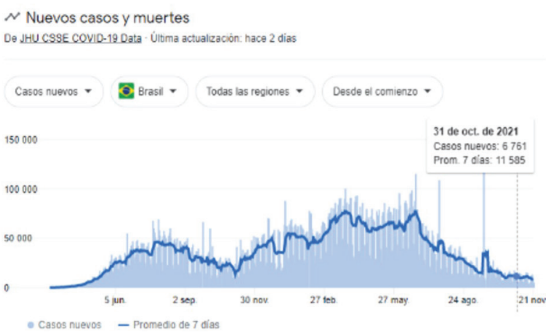 Nuevos casos y muertes
De JHU CSSE COVID-19 Data · Última actualización: hace 2 días
Casos nuevos
Brasil
Todas las regiones
Desde el comienzo
31 de oct. de 2021
Casos nuevos: 6 761
Prom. 7 días: 11 585
150 000
100 000
50 000
0
5 jun.
2 sep.
30 nov.
27 feb.
27 may.
24 ago.
21 nov.
Casos nuevos
Promedio de 7 días